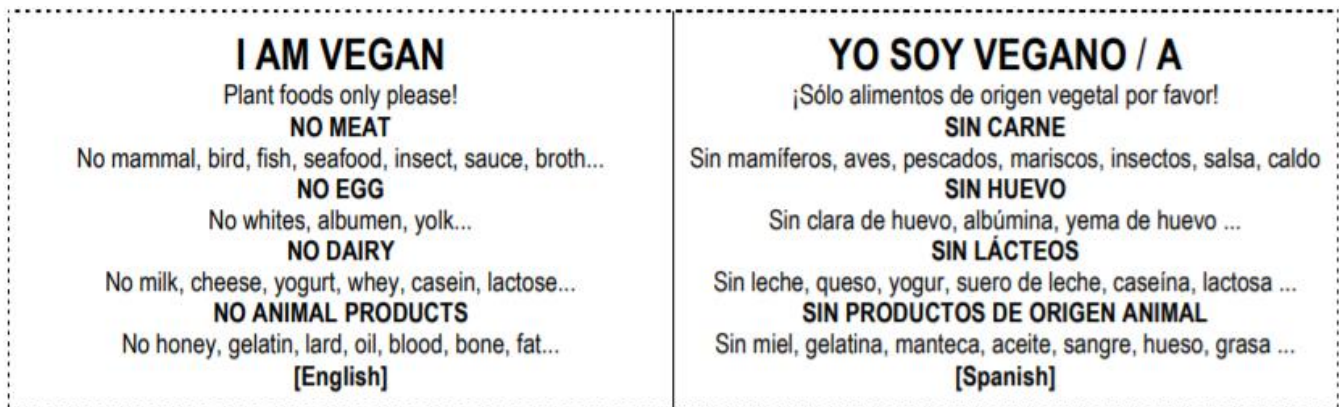 I AM VEGAN
Plant foods only please!
NO MEAT
No mammal, bird, fish, seafood, insect, sauce, broth...
NO EGG
No whites, albumen, yolk...
NO DAIRY
No milk, cheese, yogurt, whey, casein, lactose...
NO ANIMAL PRODUCTS
No honey, gelatin, lard, oil, blood, bone, fat...
[English]
YO SOY VEGANO / A
¡Sólo alimentos de origen vegetal por favor!
SIN CARNE
Sin mamíferos, aves, pescados, mariscos, insectos, salsa, caldo
SIN HUEVO
Sin clara de huevo, albúmina, yema de huevo ...
SIN LÁCTEOS
Sin leche, queso, yogur, suero de leche, caseína, lactosa ...
SIN PRODUCTOS DE ORIGEN ANIMAL
Sin miel, gelatina, manteca, aceite, sangre, hueso, grasa ...
[Spanish]